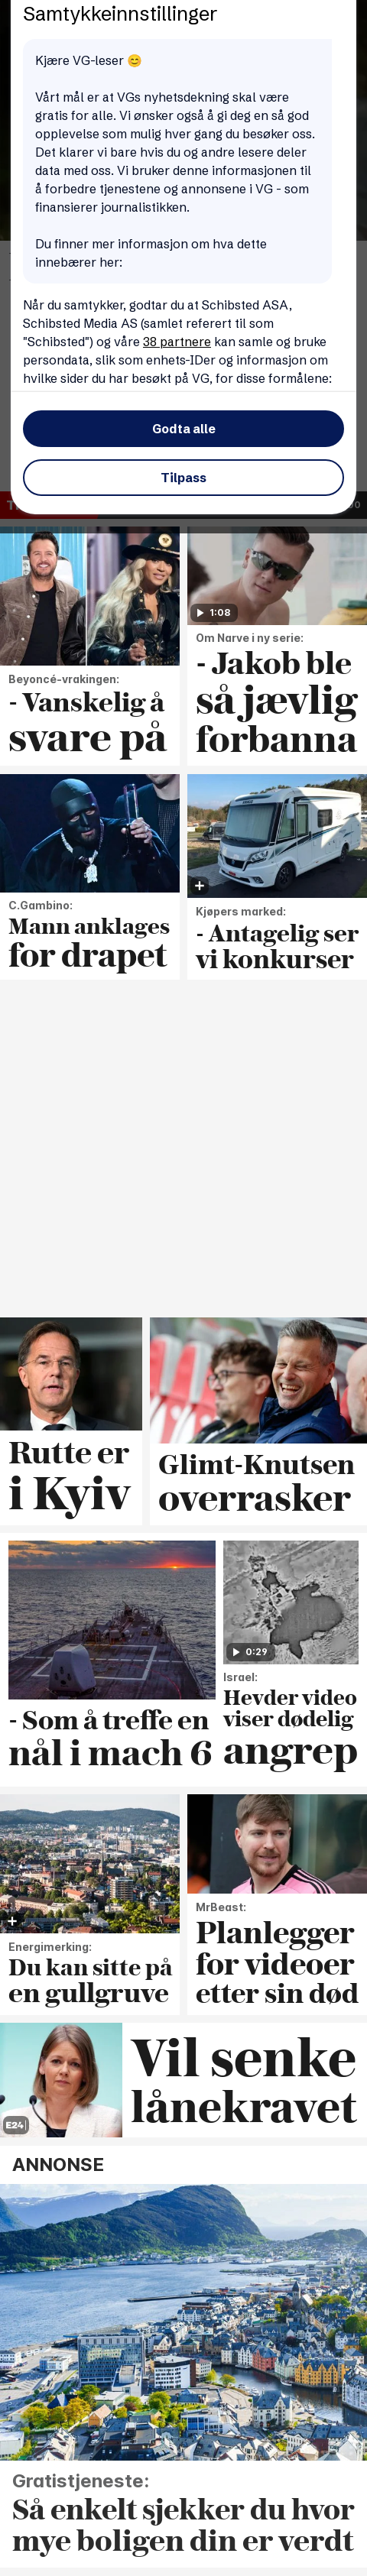 Samtykkeinnstillinger
Kjære VG-leser 😊
Vårt mål er at VGs nyhetsdekning skal være
gratis for alle. Vi ønsker også å gi deg en så god
opplevelse som mulig hver gang du besøker oss.
Det klarer vi bare hvis du og andre lesere deler
data med oss. Vi bruker denne informasjonen til
å forbedre tjenestene og annonsene i VG - som
finansierer journalistikken.
Du finner mer informasjon om hva dette
innebærer her:
Når du samtykker, godtar du at Schibsted ASA,
Schibsted Media AS (samlet referert til som
"Schibsted") og våre 38 partnere kan samle og bruke
persondata, slik som enhets-IDer og informasjon om
hvilke sider du har besøkt på VG, for disse formålene:
Godta alle
Tilpass
1:08
Beyoncé-vrakingen:
- Vanskelig å
svare på
Om Narve i ny serie:
- Jakob ble
så jævlig
forbanna
C.Gambino:
Mann anklages
for drapet
Kjøpers marked:
- Antagelig ser
vi konkurser
Rutte er
i Kyiv
Glimt-Knutsen
overrasker
- Som å treffe en
nål i mach 6
0:29
Israel:
Hevder video
viser dødelig
angrep
Energimerking:
Du kan sitte på
en gullgruve
MrBeast:
Planlegger
for videoer
etter sin død
E24
Vil senke
lånekravet
ANNONSE
Gratistjeneste:
Så enkelt sjekker du hvor
mye boligen din er verdt